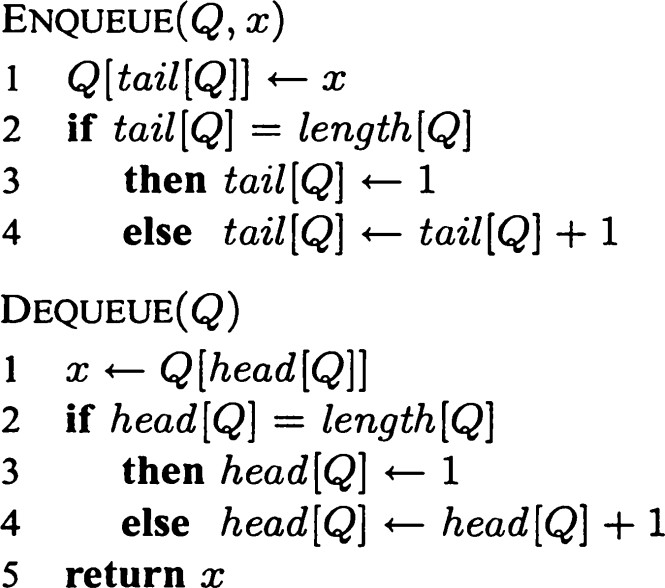 ENQUEUE(Q, x)
1 Q[tail[Q]] ← x
2 if tail[Q] = length[Q]
3 then tail[Q] ← 1
4 else tail[Q] ← tail[Q] + 1
DEQUEUE(Q)
1 x ← Q[head[Q]]
2 if head[Q] = length[Q]
3 then head[Q] ← 1
4 else head[Q] ← head[Q] + 1
5 return x